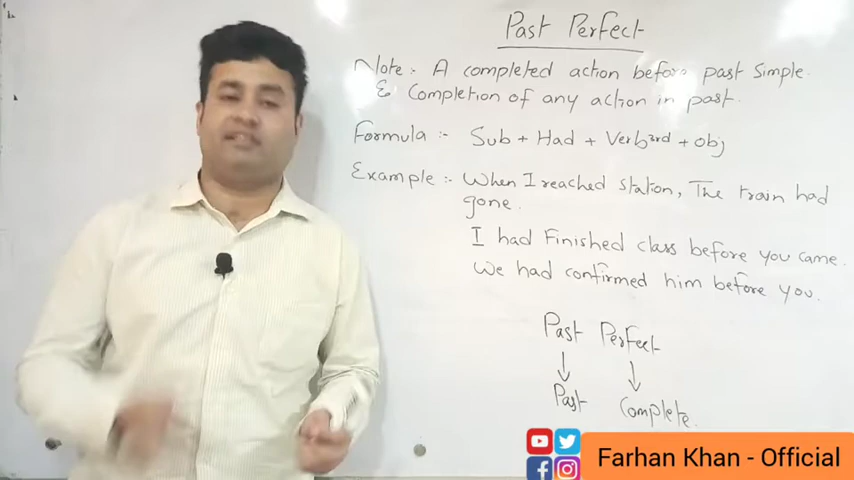 Past Perfect
Note :- A completed action before past simple.
& Completion of any action in past.
Formula :- Sub + Had + Verb 3rd + obj
Example :- When I reached station, The train had
gone.
I had Finished class before you came.
We had confirmed him before you.
Past Perfect
Past Complete.
Farhan Khan - Official